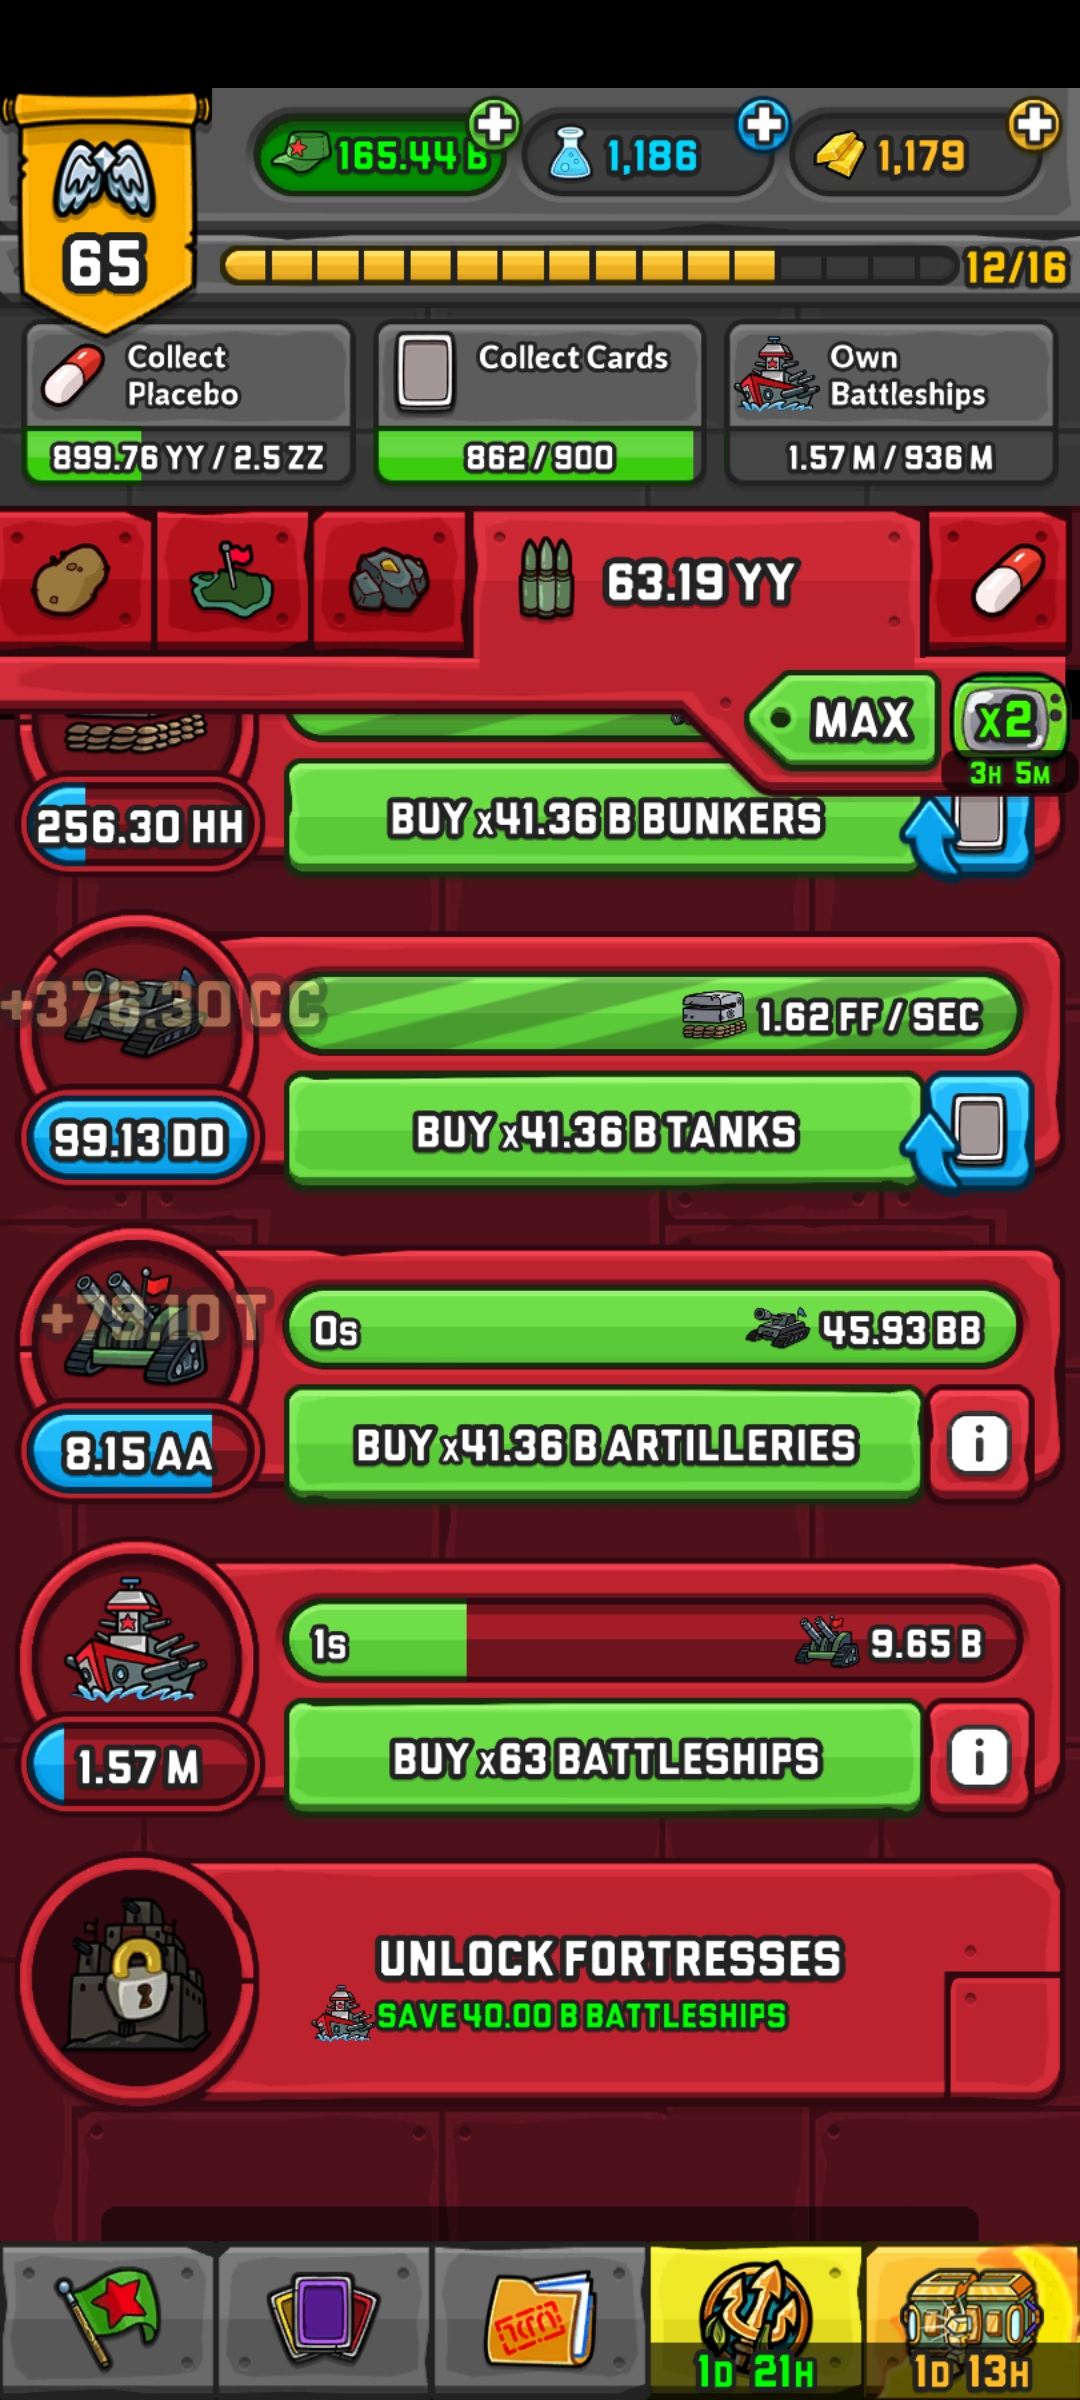 165.44 B
1,186
1,179
65
12/16
Collect
Placebo
899.76 YY / 2.5 ZZ
Collect Cards
862/900
Own
Battleships
1.57 M / 936 M
63.19 YY
MAX
X2
3H 5M
256.30 HH
BUY x41.36 B BUNKERS
+376.30 CC
1.62 FF / SEC
99.13 DD
BUY x41.36 B TANKS
0s
45.93 BB
8.15 AA
BUY x41.36 B ARTILLERIES
i
1s
9.65 B
1.57 M
BUY x63 BATTLESHIPS
i
UNLOCK FORTRESSES
SAVE 40.00 B BATTLESHIPS
1D 21H
1D 13H